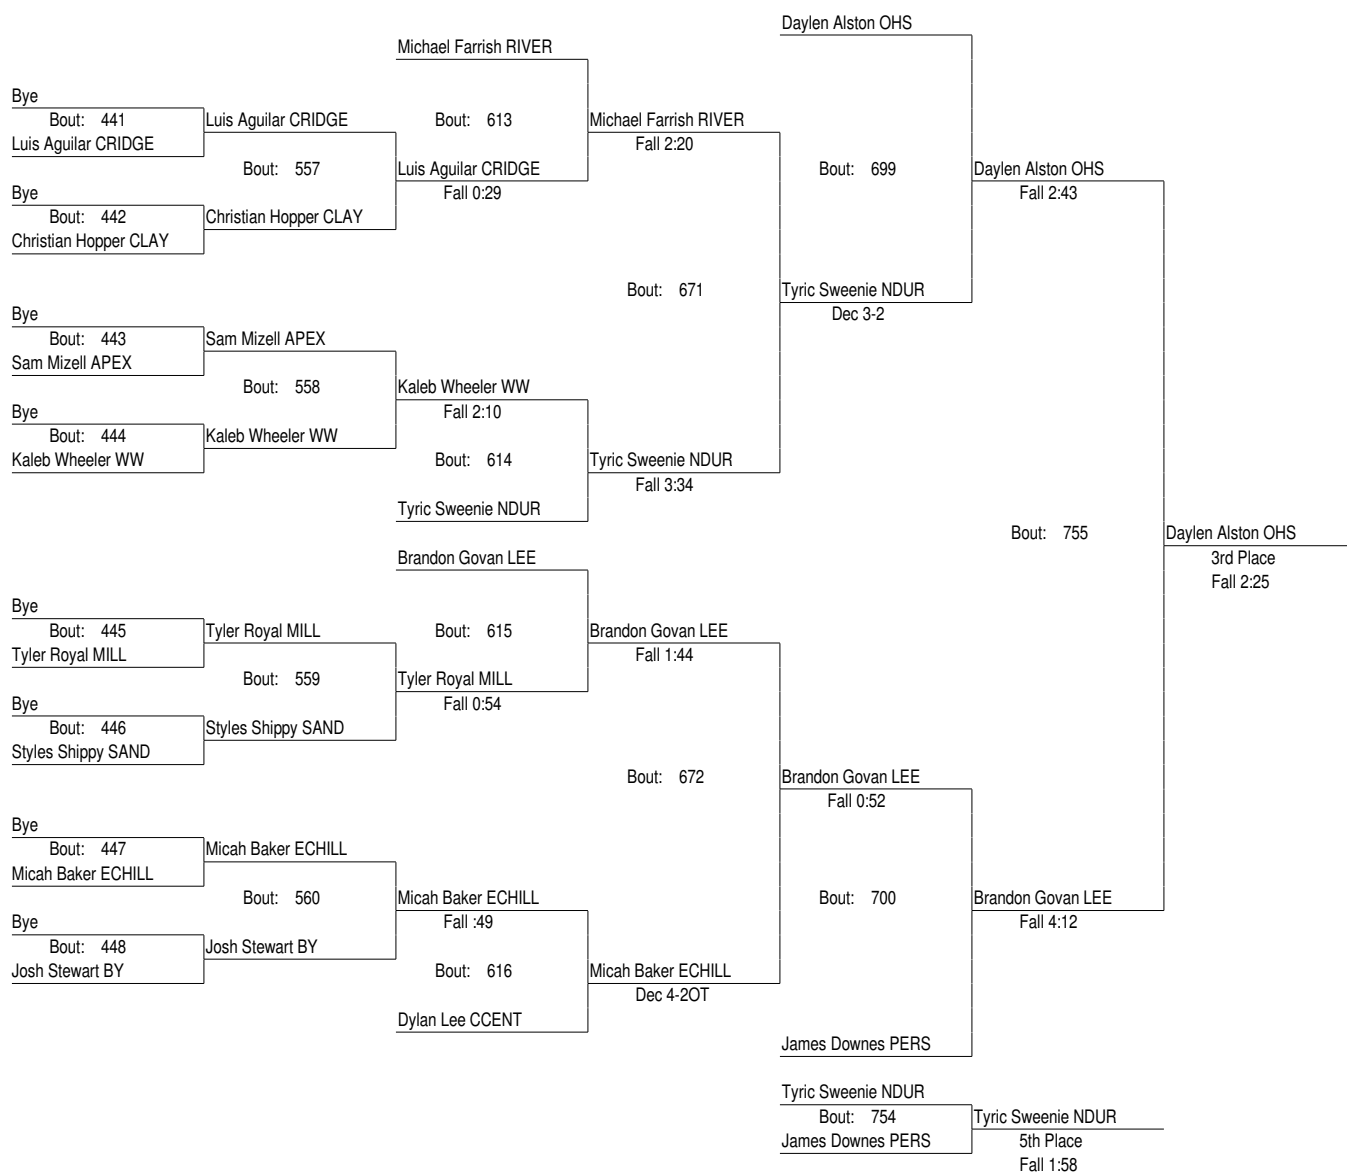 Daylen Alston OHS
Michael Farrish RIVER
Bye
Bout: 441
Luis Aguilar CRIDGE
Luis Aguilar CRIDGE
Bout: 613
Michael Farrish RIVER
Fall 2:20
Bout: 557
Luis Aguilar CRIDGE
Fall 0:29
Bout: 699
Daylen Alston OHS
Fall 2:43
Bye
Bout: 442
Christian Hopper CLAY
Christian Hopper CLAY
Bout: 671
Tyric Sweenie NDUR
Dec 3-2
Bye
Bout: 443
Sam Mizell APEX
Sam Mizell APEX
Bout: 558
Kaleb Wheeler WW
Fall 2:10
Bye
Bout: 444
Kaleb Wheeler WW
Kaleb Wheeler WW
Bout: 614
Tyric Sweenie NDUR
Fall 3:34
Tyric Sweenie NDUR
Bout: 755
Daylen Alston OHS
3rd Place
Fall 2:25
Brandon Govan LEE
Bye
Bout: 445
Tyler Royal MILL
Tyler Royal MILL
Bout: 615
Brandon Govan LEE
Fall 1:44
Bout: 559
Tyler Royal MILL
Fall 0:54
Bye
Bout: 446
Styles Shippy SAND
Styles Shippy SAND
Bout: 672
Brandon Govan LEE
Fall 0:52
Bye
Bout: 447
Micah Baker ECHILL
Micah Baker ECHILL
Bout: 560
Micah Baker ECHILL
Fall :49
Bout: 700
Brandon Govan LEE
Fall 4:12
Bye
Bout: 448
Josh Stewart BY
Josh Stewart BY
Bout: 616
Micah Baker ECHILL
Dec 4-2OT
Dylan Lee CCENT
James Downes PERS
Tyric Sweenie NDUR
Bout: 754
James Downes PERS
Tyric Sweenie NDUR
5th Place
Fall 1:58